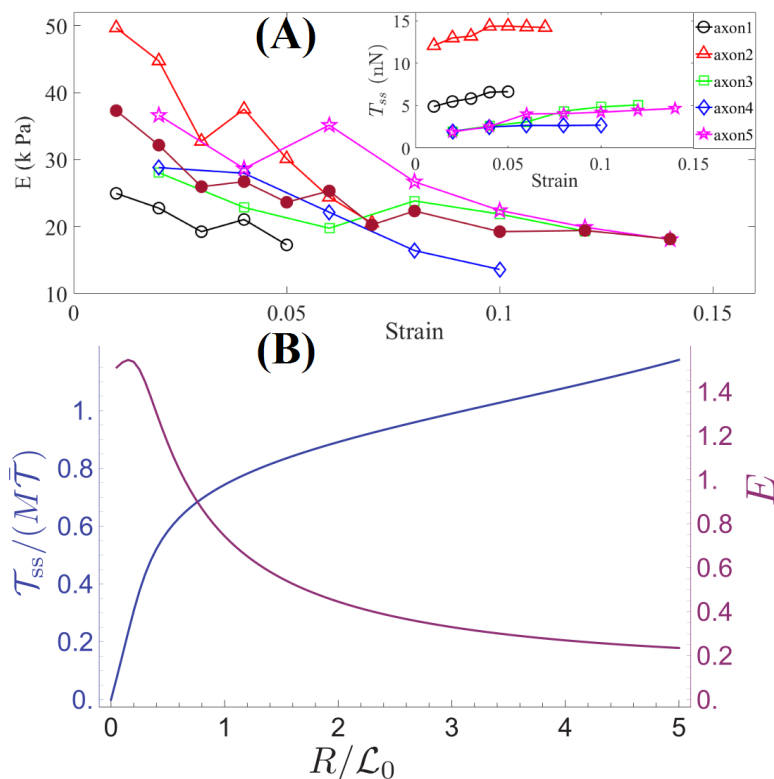 (A)
E (k Pa)
50
40
30
20
10
0
0.05
0.1
0.15
Strain
T_ss (nN)
15
10
5
0
0
0.05
0.1
0.15
Strain
axon1
axon2
axon3
axon4
axon5
(B)
𝒯_ss/(M𝒯̄)
1.
0.8
0.6
0.4
0.2
0.
E
1.4
1.2
1.
0.8
0.6
0.4
0.2
0.
0
1
2
3
4
5
R/ℒ₀